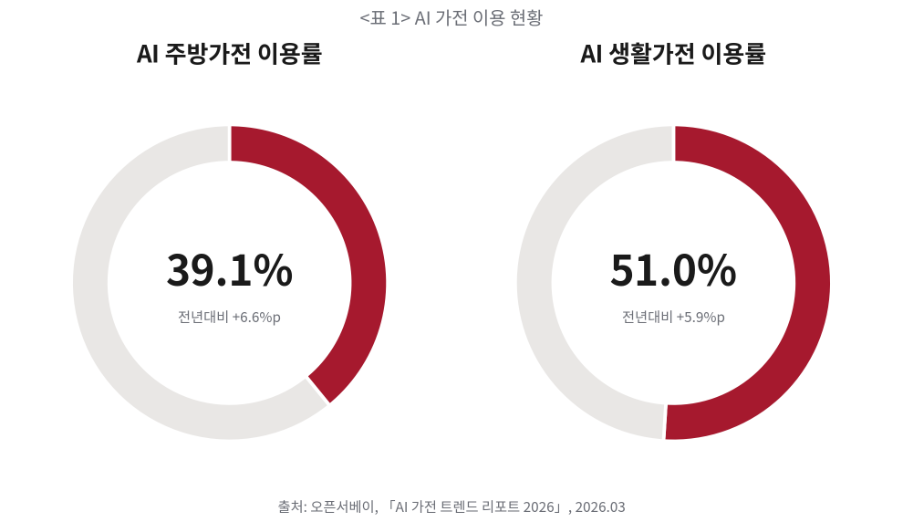 <표 1> AI 가전 이용 현황
AI 주방가전 이용률
AI 생활가전 이용률
39.1%
전년대비 +6.6%p
51.0%
전년대비 +5.9%p
출처: 오픈서베이, 「AI 가전 트렌드 리포트 2026」, 2026.03